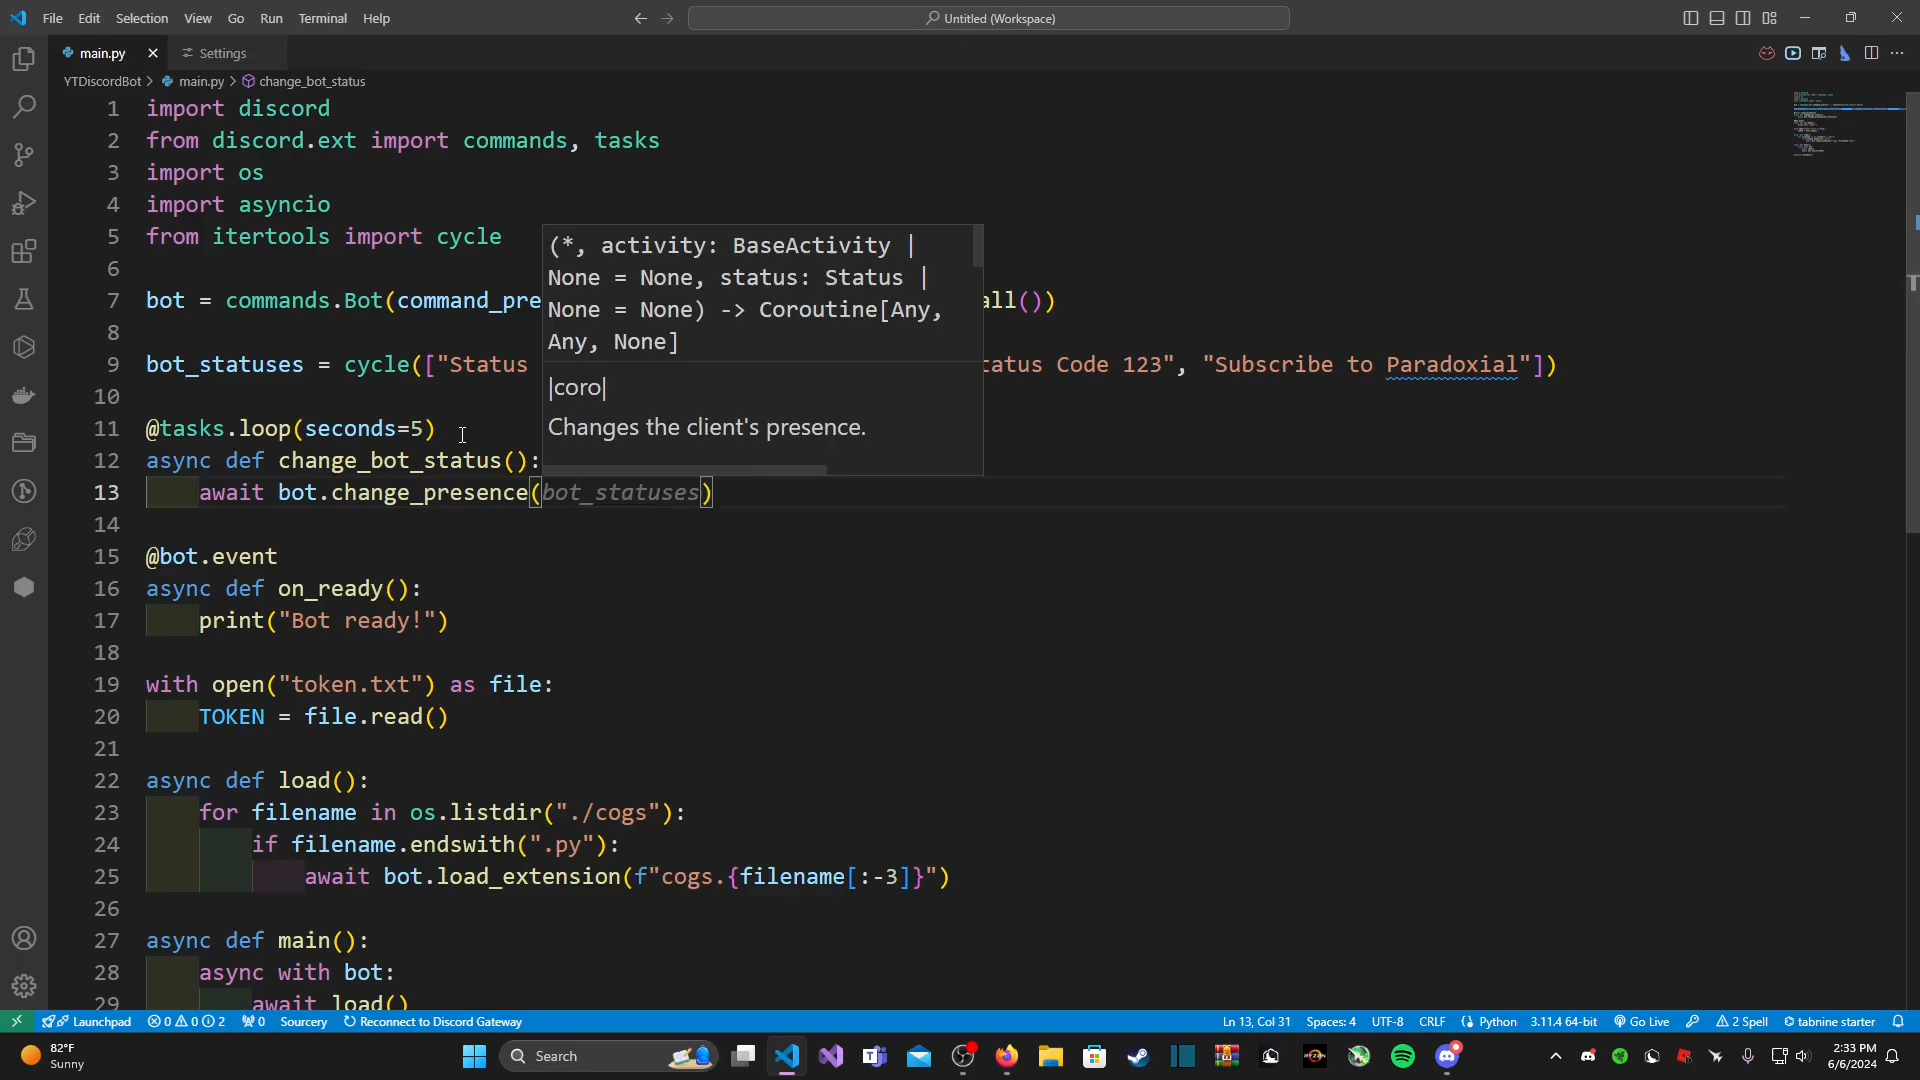 File Edit Selection View Go Run Terminal Help
Untitled (Workspace)
main.py
Settings
YTDiscordBot > main.py > change_bot_status
1 import discord
2 from discord.ext import commands, tasks
3 import os
4 import asyncio
5 from itertools import cycle
6
7 bot = commands.Bot(command_pre all())
8
9 bot_statuses = cycle(["Status tatus Code 123", "Subscribe to Paradoxial"])
10
11 @tasks.loop(seconds=5)
12 async def change_bot_status():
13 await bot.change_presence(bot_statuses)
14
15 @bot.event
16 async def on_ready():
17 print("Bot ready!")
18
19 with open("token.txt") as file:
20 TOKEN = file.read()
21
22 async def load():
23 for filename in os.listdir("./cogs"):
24 if filename.endswith(".py"):
25 await bot.load_extension(f"cogs.{filename[:-3]}")
26
27 async def main():
28 async with bot:
29 await load()
(*, activity: BaseActivity |
None = None, status: Status |
None = None) -> Coroutine[Any,
Any, None]
|coro|
Changes the client's presence.
Launchpad 0 0 2 0 Sourcery Reconnect to Discord Gateway
Ln 13, Col 31 Spaces: 4 UTF-8 CRLF Python 3.11.4 64-bit Go Live 2 Spell tabnine starter
82°F
Sunny
Search
2:33 PM
6/6/2024